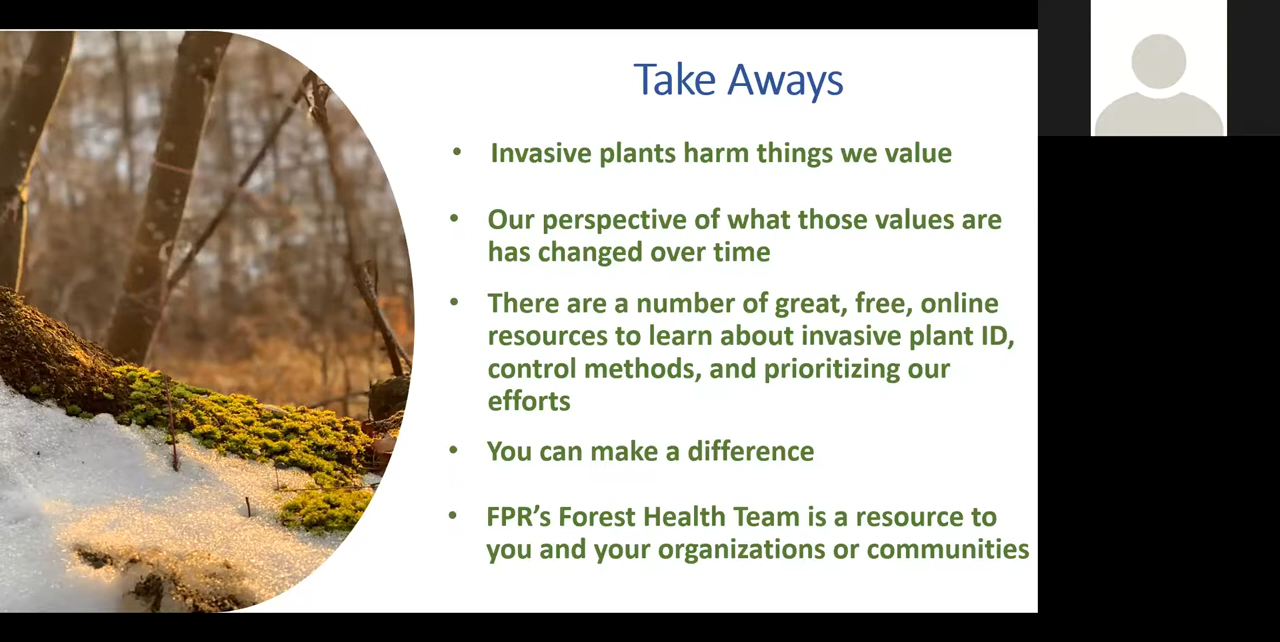 Take Aways
• Invasive plants harm things we value
• Our perspective of what those values are
has changed over time
• There are a number of great, free, online
resources to learn about invasive plant ID,
control methods, and prioritizing our
efforts
• You can make a difference
• FPR’s Forest Health Team is a resource to
you and your organizations or communities